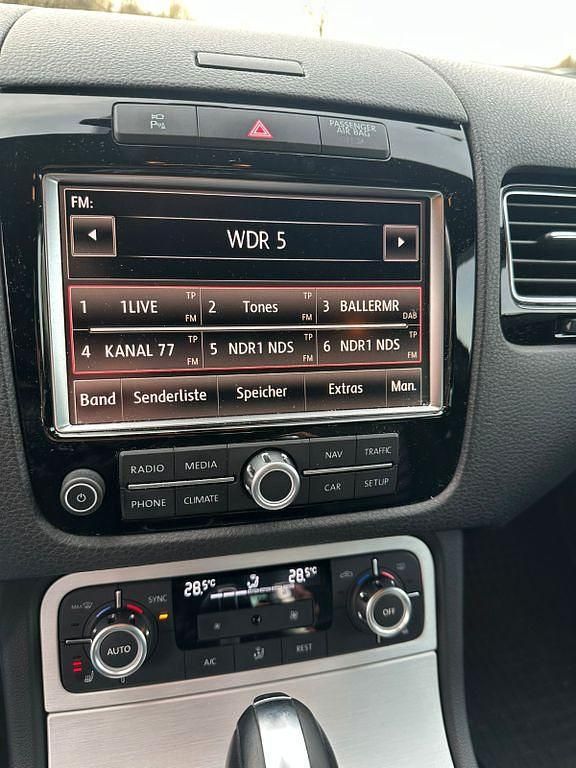 P
PASSENGER
AIR BAG
FM:
WDR 5
1 1LIVE TP FM 2 Tones FM 3 BALLERMR DAB
4 KANAL 77 TP FM 5 NDR1 NDS TP FM 6 NDR1 NDS TP FM
Band Senderliste Speicher Extras Man.
RADIO MEDIA NAV TRAFFIC
PHONE CLIMATE CAR SETUP
MAX SYNC 28.5°C 28.5°C
AUTO OFF
A/C REST